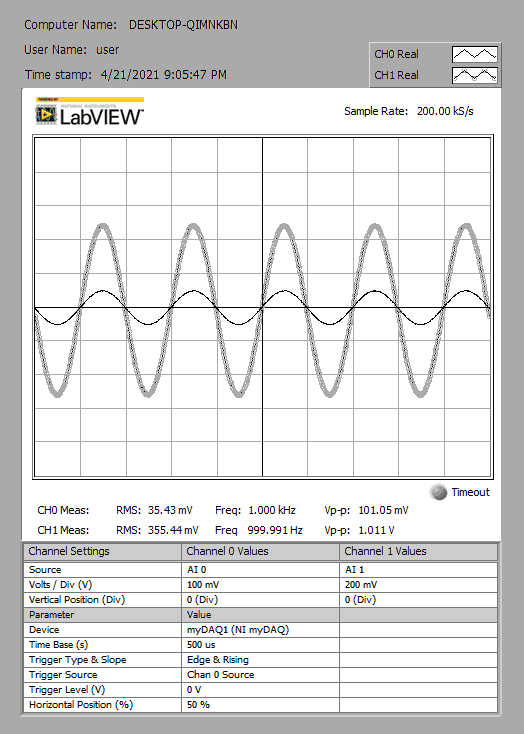 Computer Name: DESKTOP-QIMNKBN
User Name: user
Time stamp: 4/21/2021 9:05:47 PM
CH0 Real
CH1 Real
POWERED BY
NATIONAL INSTRUMENTS
LabVIEW™
Sample Rate: 200.00 kS/s
Timeout
CH0 Meas: RMS: 35.43 mV Freq: 1.000 kHz Vp-p: 101.05 mV
CH1 Meas: RMS: 355.44 mV Freq 999.991 Hz Vp-p: 1.011 V
Channel Settings Channel 0 Values Channel 1 Values
Source AI 0 AI 1
Volts / Div (V) 100 mV 200 mV
Vertical Position (Div) 0 (Div) 0 (Div)
Parameter Value
Device myDAQ1 (NI myDAQ)
Time Base (s) 500 us
Trigger Type & Slope Edge & Rising
Trigger Source Chan 0 Source
Trigger Level (V) 0 V
Horizontal Position (%) 50 %